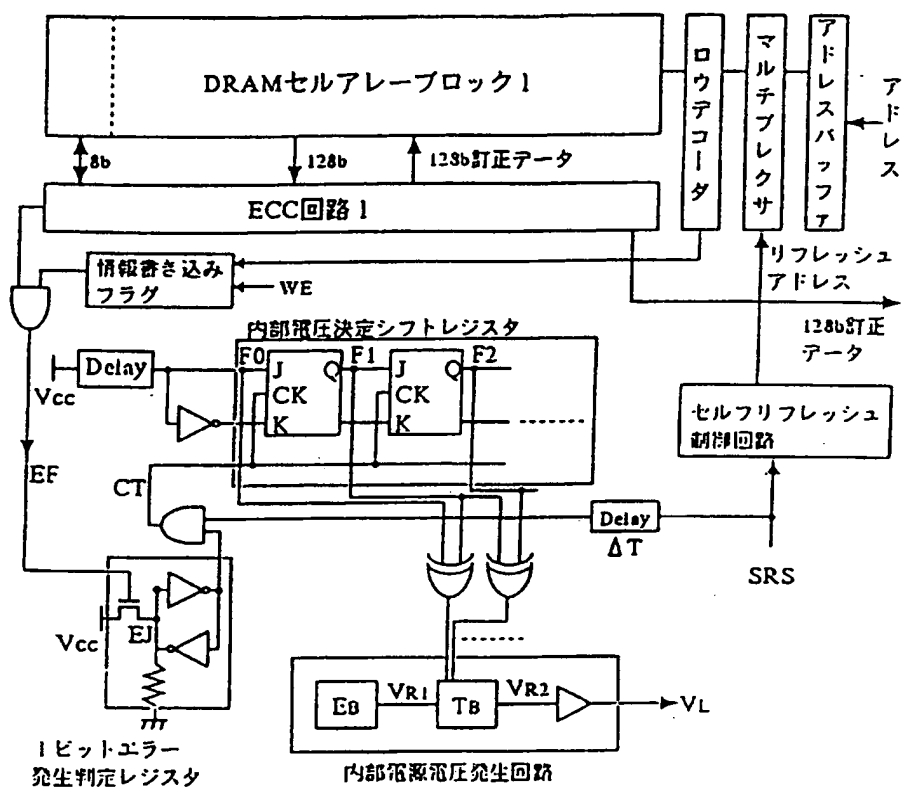 DRAMセルアレーブロック1
ロウデコーダ
マルチプレクサ
アドレスバッファ
アドレス
8b
128b
128b訂正データ
ECC回路1
情報書き込み
フラグ
WE
リフレッシュ
アドレス
128b訂正
データ
内部電圧決定シフトレジスタ
Vcc
Delay
F0
J
Q
CK
K
F1
J
Q
CK
K
F2
セルフリフレッシュ
制御回路
EF
CT
Delay
ΔT
SRS
Vcc
EJ
EB
VR1
TB
VR2
VL
1ビットエラー
発生判定レジスタ
内部電源電圧発生回路